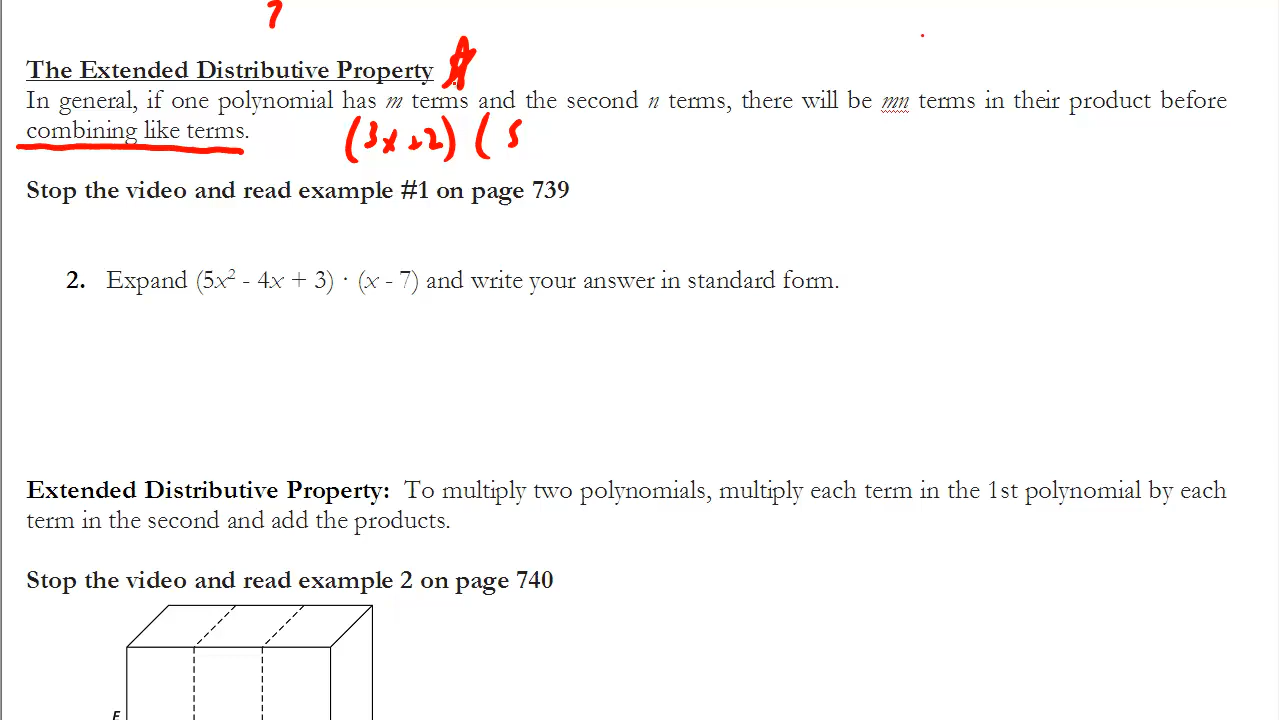 ?
The Extended Distributive Property
In general, if one polynomial has m terms and the second n terms, there will be mn terms in their product before
combining like terms.
(3x+2) ( 5
Stop the video and read example #1 on page 739
2. Expand (5x² - 4x + 3) · (x - 7) and write your answer in standard form.
Extended Distributive Property: To multiply two polynomials, multiply each term in the 1st polynomial by each
term in the second and add the products.
Stop the video and read example 2 on page 740
E